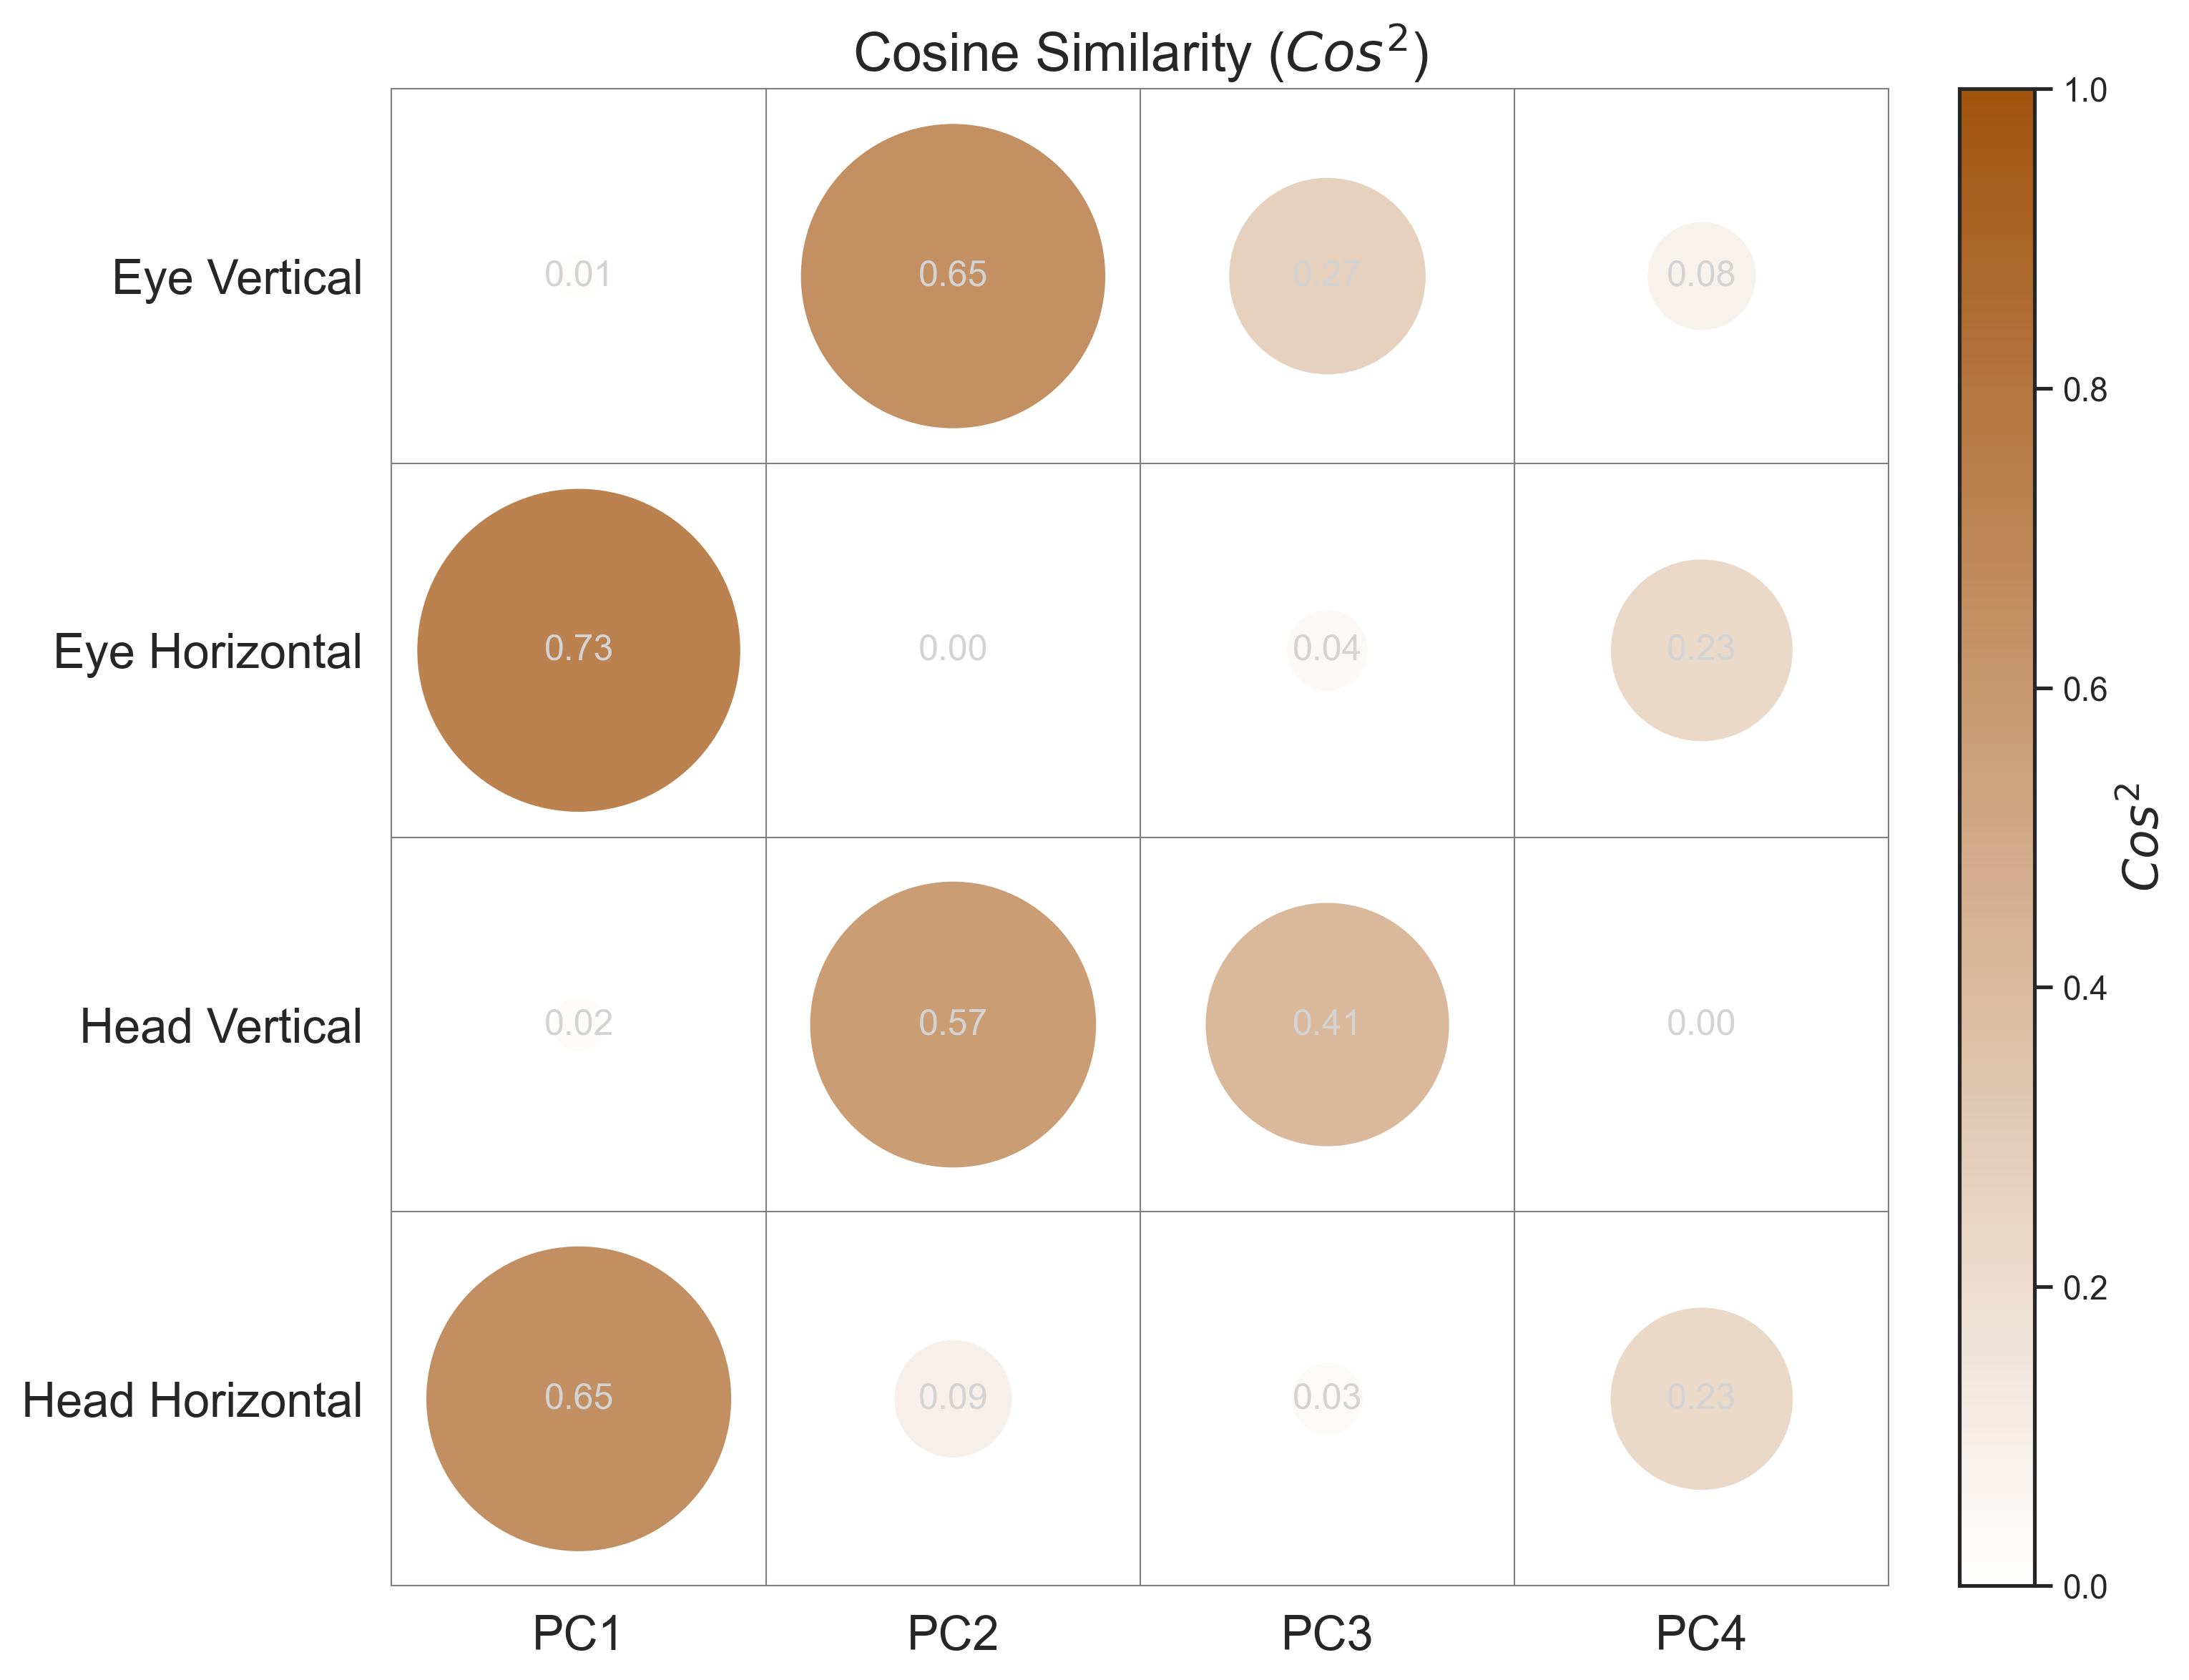 Cosine Similarity (Cos²)
Eye Vertical
0.01
0.65
0.27
0.08
Eye Horizontal
0.73
0.00
0.04
0.23
Head Vertical
0.02
0.57
0.41
0.00
Head Horizontal
0.65
0.09
0.03
0.23
PC1
PC2
PC3
PC4
1.0
0.8
0.6
0.4
0.2
0.0
Cos²